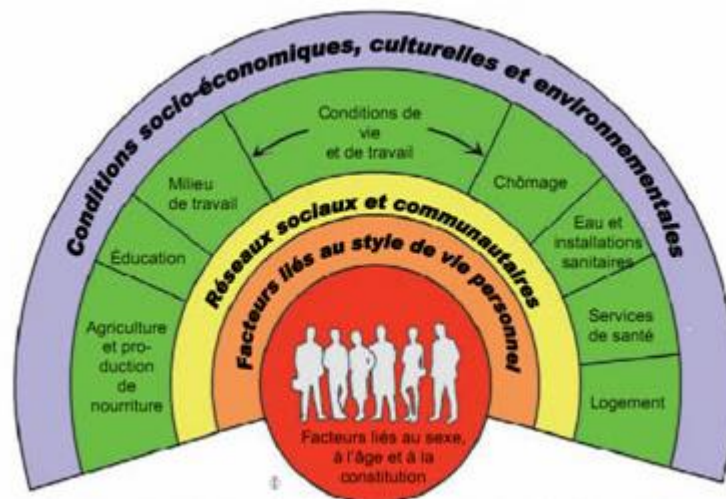 Conditions socio-économiques, culturelles et environnementales
Conditions de
vie
et de travail
Milieu
de travail
Éducation
Agriculture
et pro-
duction
de
nourriture
Chômage
Eau et
installations
sanitaires
Services
de santé
Logement
Réseaux sociaux et communautaires
Facteurs liés au style de vie personnel
Facteurs liés au sexe,
à l'âge et à la
constitution